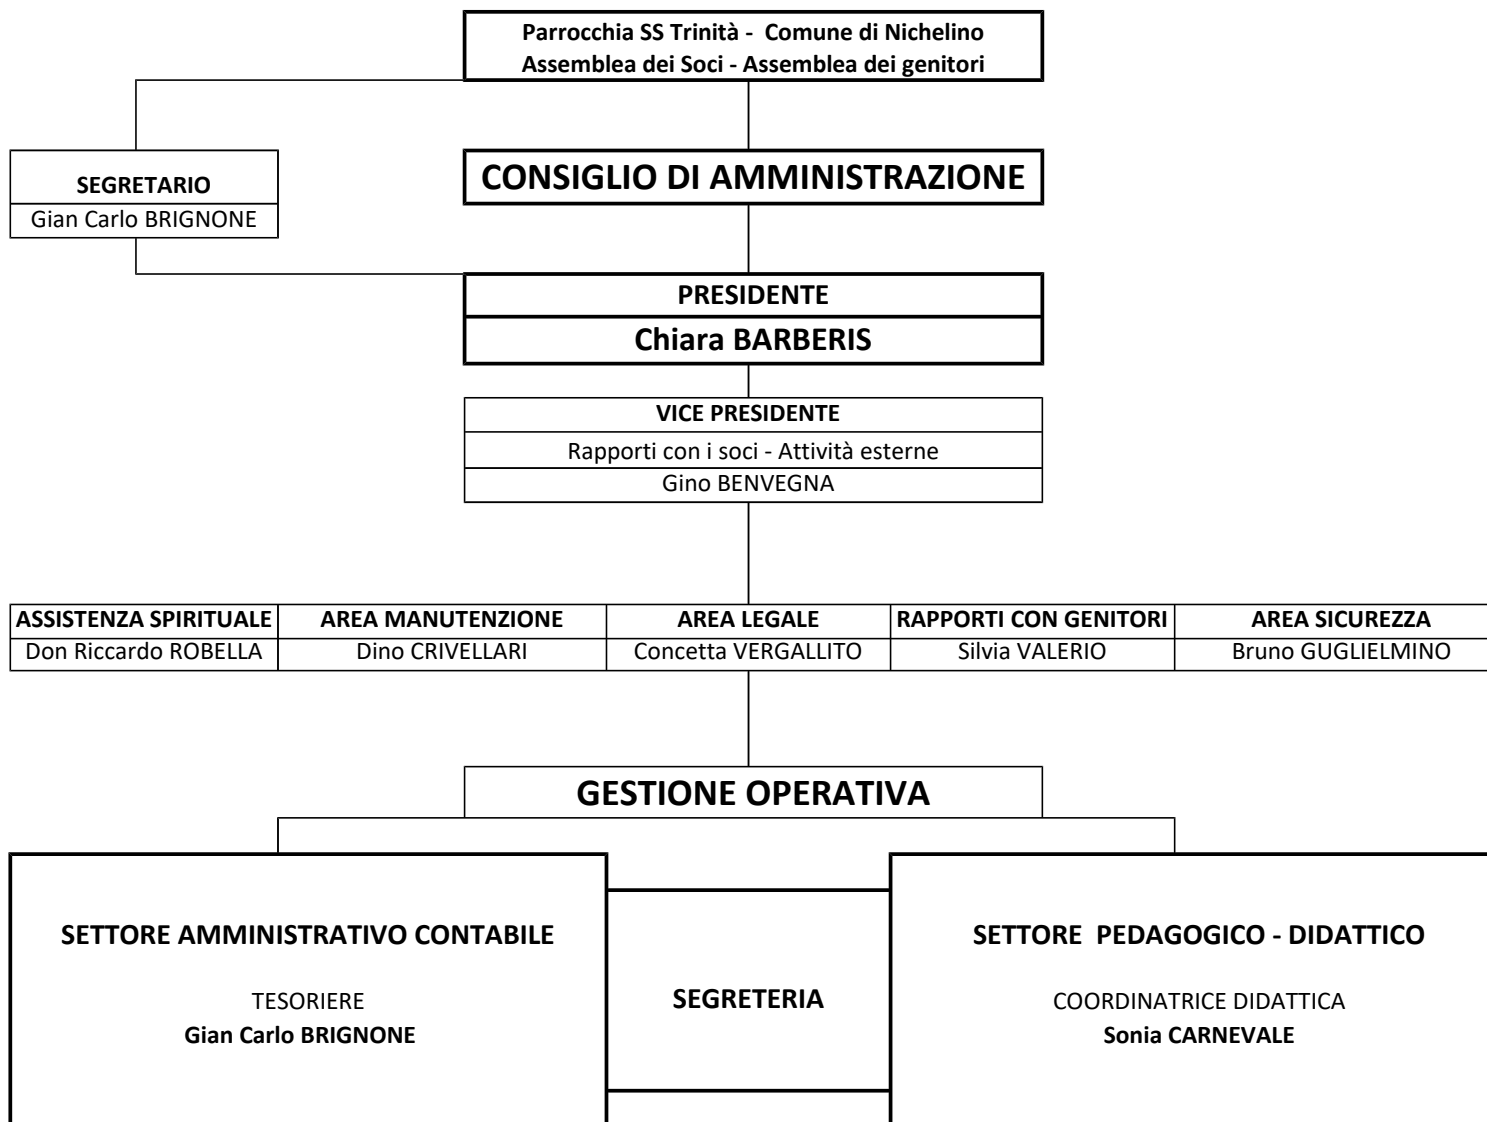 Parrocchia SS Trinità - Comune di Nichelino
Assemblea dei Soci - Assemblea dei genitori
SEGRETARIO
Gian Carlo BRIGNONE
CONSIGLIO DI AMMINISTRAZIONE
PRESIDENTE
Chiara BARBERIS
VICE PRESIDENTE
Rapporti con i soci - Attività esterne
Gino BENVEGNA
ASSISTENZA SPIRITUALE AREA MANUTENZIONE AREA LEGALE RAPPORTI CON GENITORI AREA SICUREZZA
Don Riccardo ROBELLA Dino CRIVELLARI Concetta VERGALLITO Silvia VALERIO Bruno GUGLIELMINO
GESTIONE OPERATIVA
SETTORE AMMINISTRATIVO CONTABILE
TESORIERE
Gian Carlo BRIGNONE
SEGRETERIA
SETTORE PEDAGOGICO - DIDATTICO
COORDINATRICE DIDATTICA
Sonia CARNEVALE